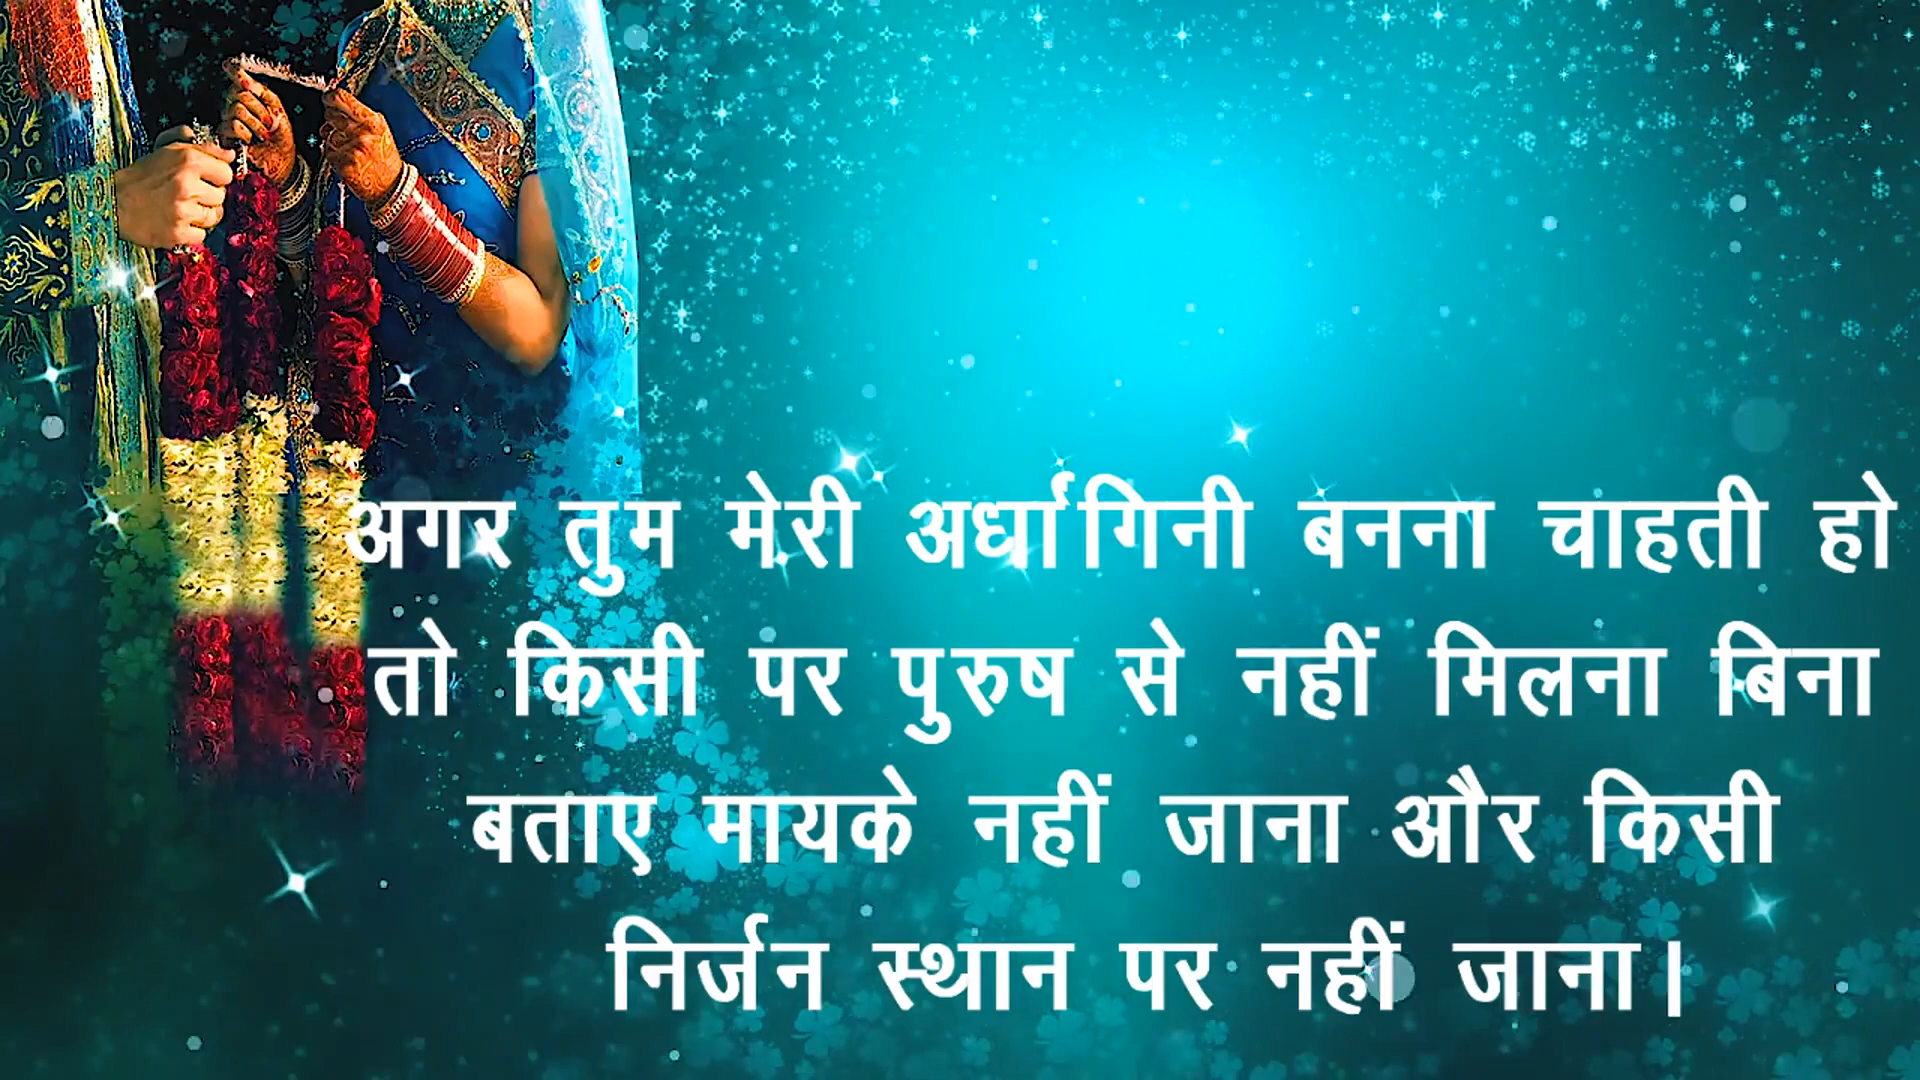 अगर तुम मेरी अर्धांगिनी बनना चाहती हो
तो किसी पर पुरुष से नहीं मिलना बिना
बताए मायके नहीं जाना और किसी
निर्जन स्थान पर नहीं जाना।